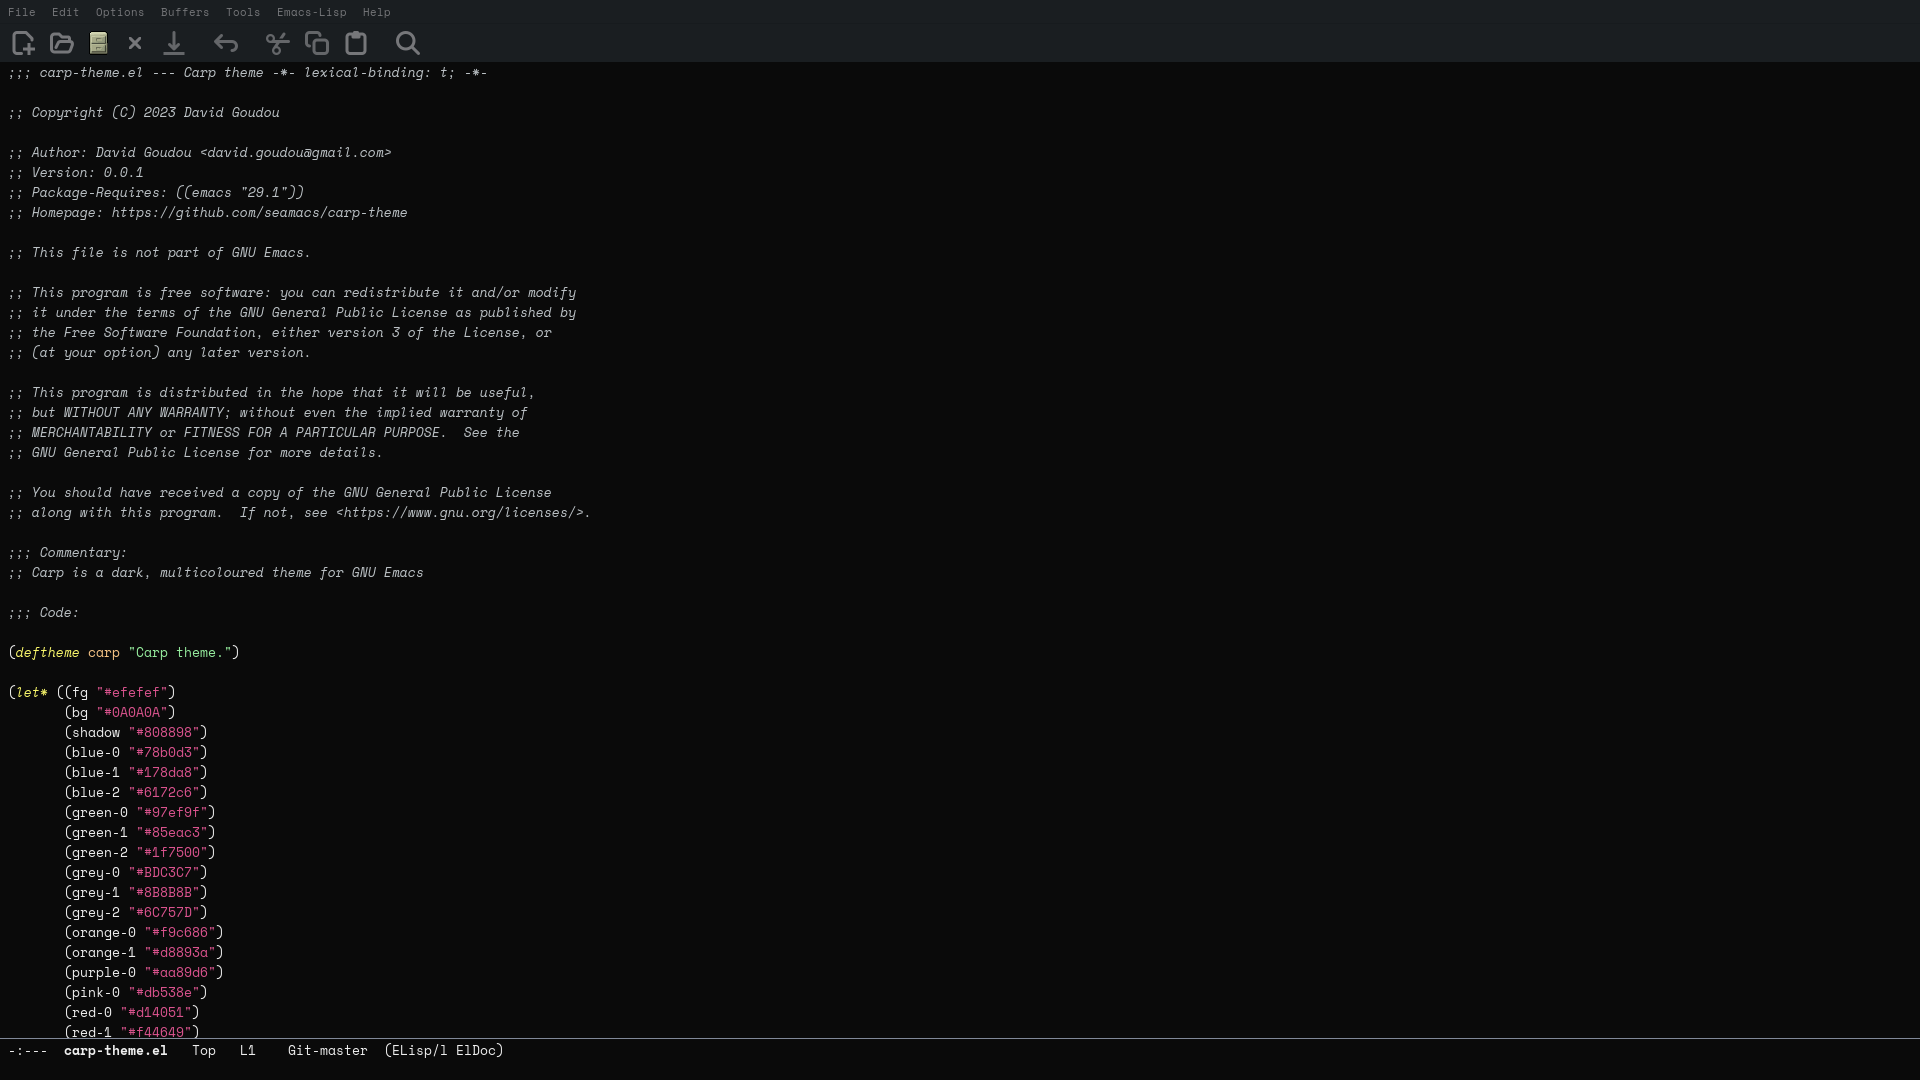 File Edit Options Buffers Tools Emacs-Lisp Help
;;; carp-theme.el --- Carp theme -*- lexical-binding: t; -*-
;; Copyright (C) 2023 David Goudou
;; Author: David Goudou <david.goudou@gmail.com>
;; Version: 0.0.1
;; Package-Requires: ((emacs "29.1"))
;; Homepage: https://github.com/seamacs/carp-theme
;; This file is not part of GNU Emacs.
;; This program is free software: you can redistribute it and/or modify
;; it under the terms of the GNU General Public License as published by
;; the Free Software Foundation, either version 3 of the License, or
;; (at your option) any later version.
;; This program is distributed in the hope that it will be useful,
;; but WITHOUT ANY WARRANTY; without even the implied warranty of
;; MERCHANTABILITY or FITNESS FOR A PARTICULAR PURPOSE.  See the
;; GNU General Public License for more details.
;; You should have received a copy of the GNU General Public License
;; along with this program.  If not, see <https://www.gnu.org/licenses/>.
;;; Commentary:
;; Carp is a dark, multicoloured theme for GNU Emacs
;;; Code:
(deftheme carp "Carp theme.")
(let* ((fg "#efefef")
       (bg "#0A0A0A")
       (shadow "#808898")
       (blue-0 "#78b0d3")
       (blue-1 "#178da8")
       (blue-2 "#6172c6")
       (green-0 "#97ef9f")
       (green-1 "#85eac3")
       (green-2 "#1f7500")
       (grey-0 "#BDC3C7")
       (grey-1 "#8B8B8B")
       (grey-2 "#6C757D")
       (orange-0 "#f9c686")
       (orange-1 "#d8893a")
       (purple-0 "#aa89d6")
       (pink-0 "#db538e")
       (red-0 "#d14051")
       (red-1 "#f44649")
-:---  carp-theme.el   Top   L1    Git-master  (ELisp/l ElDoc)